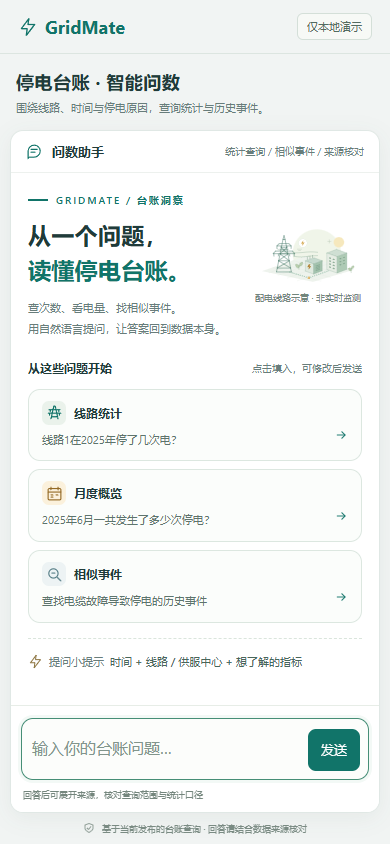 GridMate
仅本地演示
停电台账 · 智能问数
围绕线路、时间与停电原因，查询统计与历史事件。
问数助手
统计查询 / 相似事件 / 来源核对
GRIDMATE / 台账洞察
从一个问题，
读懂停电台账。
配电线路示意 · 非实时监测
查次数、看电量、找相似事件。
用自然语言提问，让答案回到数据本身。
从这些问题开始
点击填入，可修改后发送
线路统计
线路1在2025年停了几次电？
月度概览
2025年6月一共发生了多少次停电？
相似事件
查找电缆故障导致停电的历史事件
提问小提示 时间 + 线路 / 供服中心 + 想了解的指标
输入你的台账问题...
发送
回答后可展开来源，核对查询范围与统计口径
基于当前发布的台账查询 · 回答请结合数据来源核对